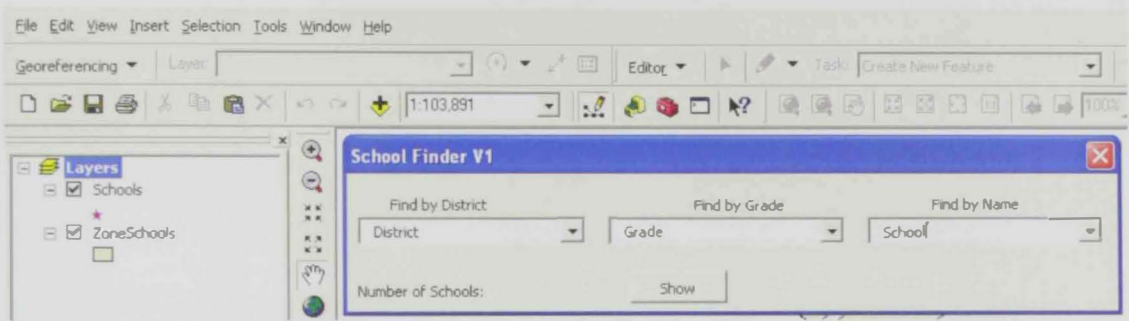 File Edit View Insert Selection Tools Window Help
Georeferencing Layer: Editor Task: Create New Feature
1:103,891 100%
Layers
Schools
ZoneSchools
School Finder V1
Find by District Find by Grade Find by Name
District Grade School
Number of Schools: Show